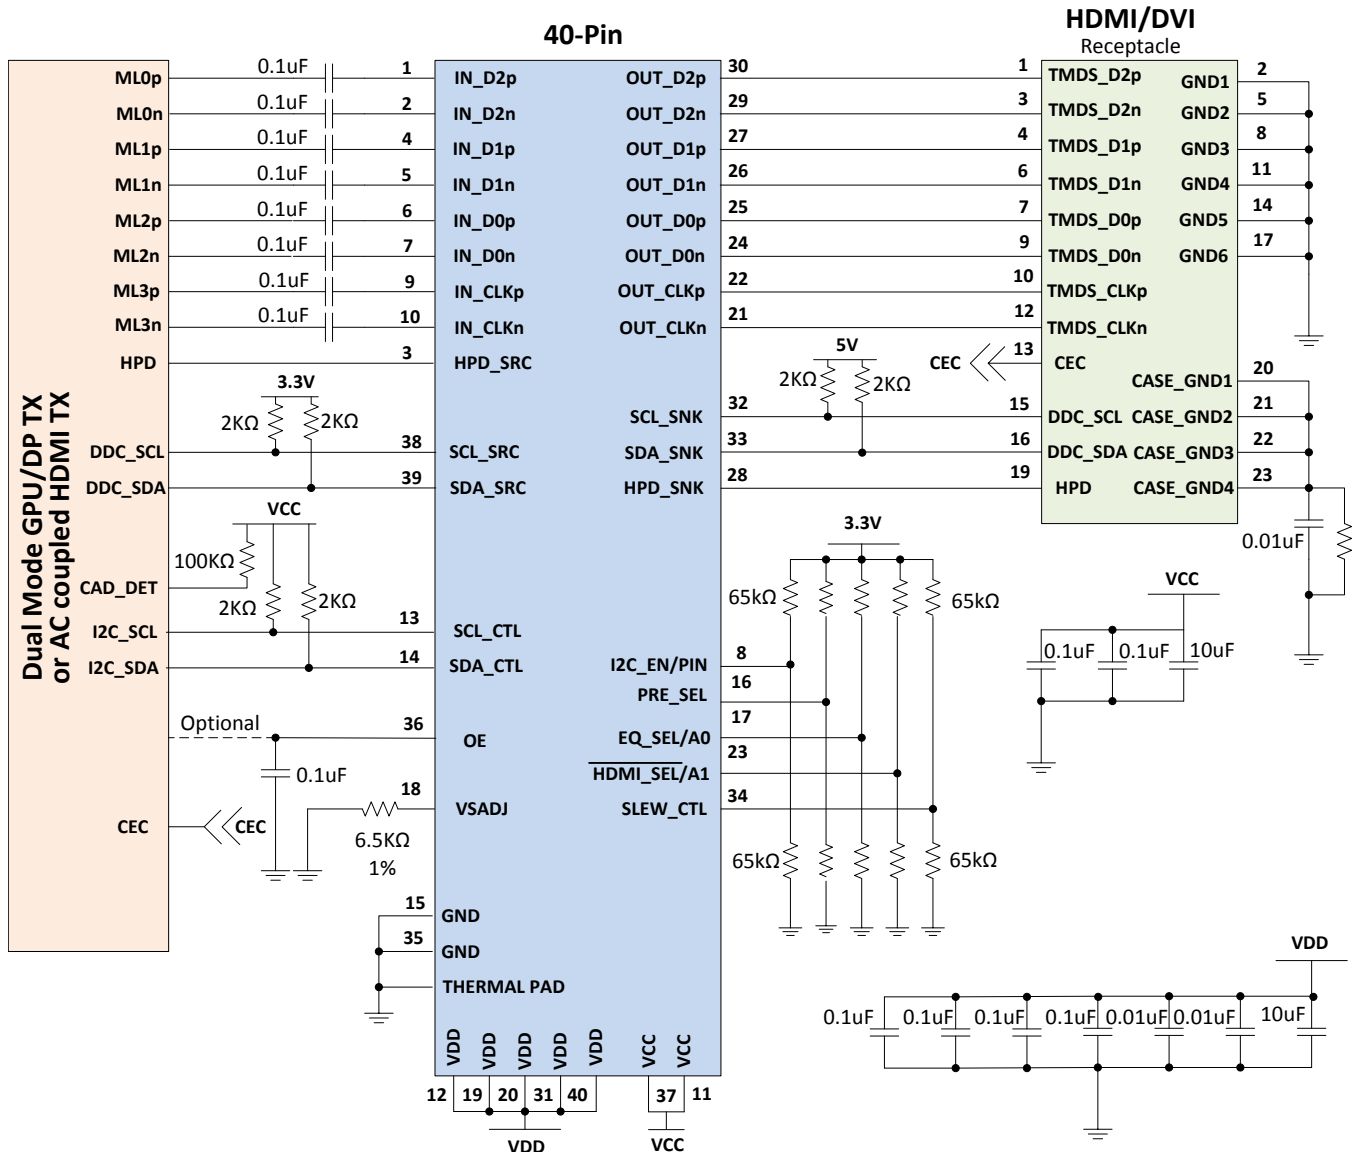 HDMI/DVI
Receptacle
40-Pin
ML0p 0.1uF 1 IN_D2p OUT_D2p 30 1 TMDS_D2p GND1 2
ML0n 0.1uF 2 IN_D2n OUT_D2n 29 3 TMDS_D2n GND2 5
ML1p 0.1uF 4 IN_D1p OUT_D1p 27 4 TMDS_D1p GND3 8
ML1n 0.1uF 5 IN_D1n OUT_D1n 26 6 TMDS_D1n GND4 11
ML2p 0.1uF 6 IN_D0p OUT_D0p 25 7 TMDS_D0p GND5 14
ML2n 0.1uF 7 IN_D0n OUT_D0n 24 9 TMDS_D0n GND6 17
ML3p 0.1uF 9 IN_CLKp OUT_CLKp 22 10 TMDS_CLKp
ML3n 0.1uF 10 IN_CLKn OUT_CLKn 21 12 TMDS_CLKn
HPD 3 HPD_SRC 5V CEC 13 CEC
3.3V 2KΩ 2KΩ CASE_GND1 20
2KΩ 2KΩ SCL_SNK 32 15 DDC_SCL CASE_GND2 21
DDC_SCL 38 SCL_SRC SDA_SNK 33 16 DDC_SDA CASE_GND3 22
DDC_SDA 39 SDA_SRC HPD_SNK 28 19 HPD CASE_GND4 23
Dual Mode GPU/DP TX
or AC coupled HDMI TX
VCC 3.3V 0.01uF
100KΩ
CAD_DET 2KΩ 2KΩ 65kΩ 65kΩ VCC
I2C_SCL 13 SCL_CTL
I2C_SDA 14 SDA_CTL I2C_EN/PIN 8 0.1uF 0.1uF 10uF
PRE_SEL 16
Optional 36 OE EQ_SEL/A0 17
0.1uF HDMI_SEL/A1 23
18 VSADJ SLEW_CTL 34
CEC CEC 6.5KΩ
1%
65kΩ 65kΩ
15 GND
35 GND
THERMAL PAD
VDD
0.1uF 0.1uF 0.1uF 0.1uF 0.01uF 0.01uF 10uF
VDD VDD VDD VDD VDD VCC VCC
12 19 20 31 40 37 11
VDD VCC